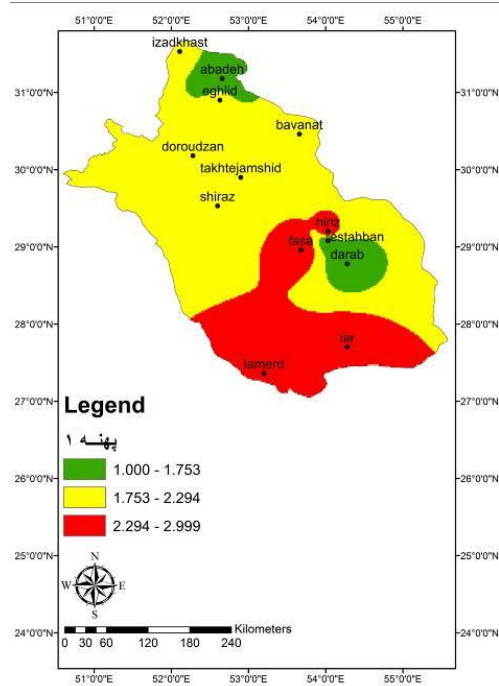 51°0'0"E 52°0'0"E 53°0'0"E 54°0'0"E 55°0'0"E
izadkhast
abadeh
31°0'0"N 31°0'0"N
eghlid
bavanat
doroudzan
30°0'0"N 30°0'0"N
takhtejamshid
shiraz
niriz
estahban
29°0'0"N 29°0'0"N
fasa
darab
28°0'0"N 28°0'0"N
lar
lamerd
27°0'0"N 27°0'0"N
Legend
پهنه ۱
1.000 - 1.753
26°0'0"N 26°0'0"N
1.753 - 2.294
2.294 - 2.999
25°0'0"N 25°0'0"N
N
W E
S
Kilometers
24°0'0"N 24°0'0"N
0 30 60 120 180 240
51°0'0"E 52°0'0"E 53°0'0"E 54°0'0"E 55°0'0"E